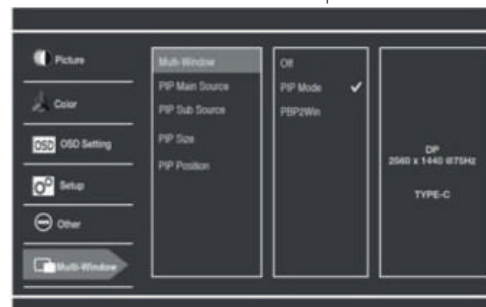 Picture
Color
OSD OSD Setting
Setup
Other
Multi-Window
Multi-Window
PIP Main Source
PIP Sub Source
PIP Size
PIP Position
Off
PIP Mode ✓
PBP2Win
DP
2560 x 1440 @75Hz
TYPE-C